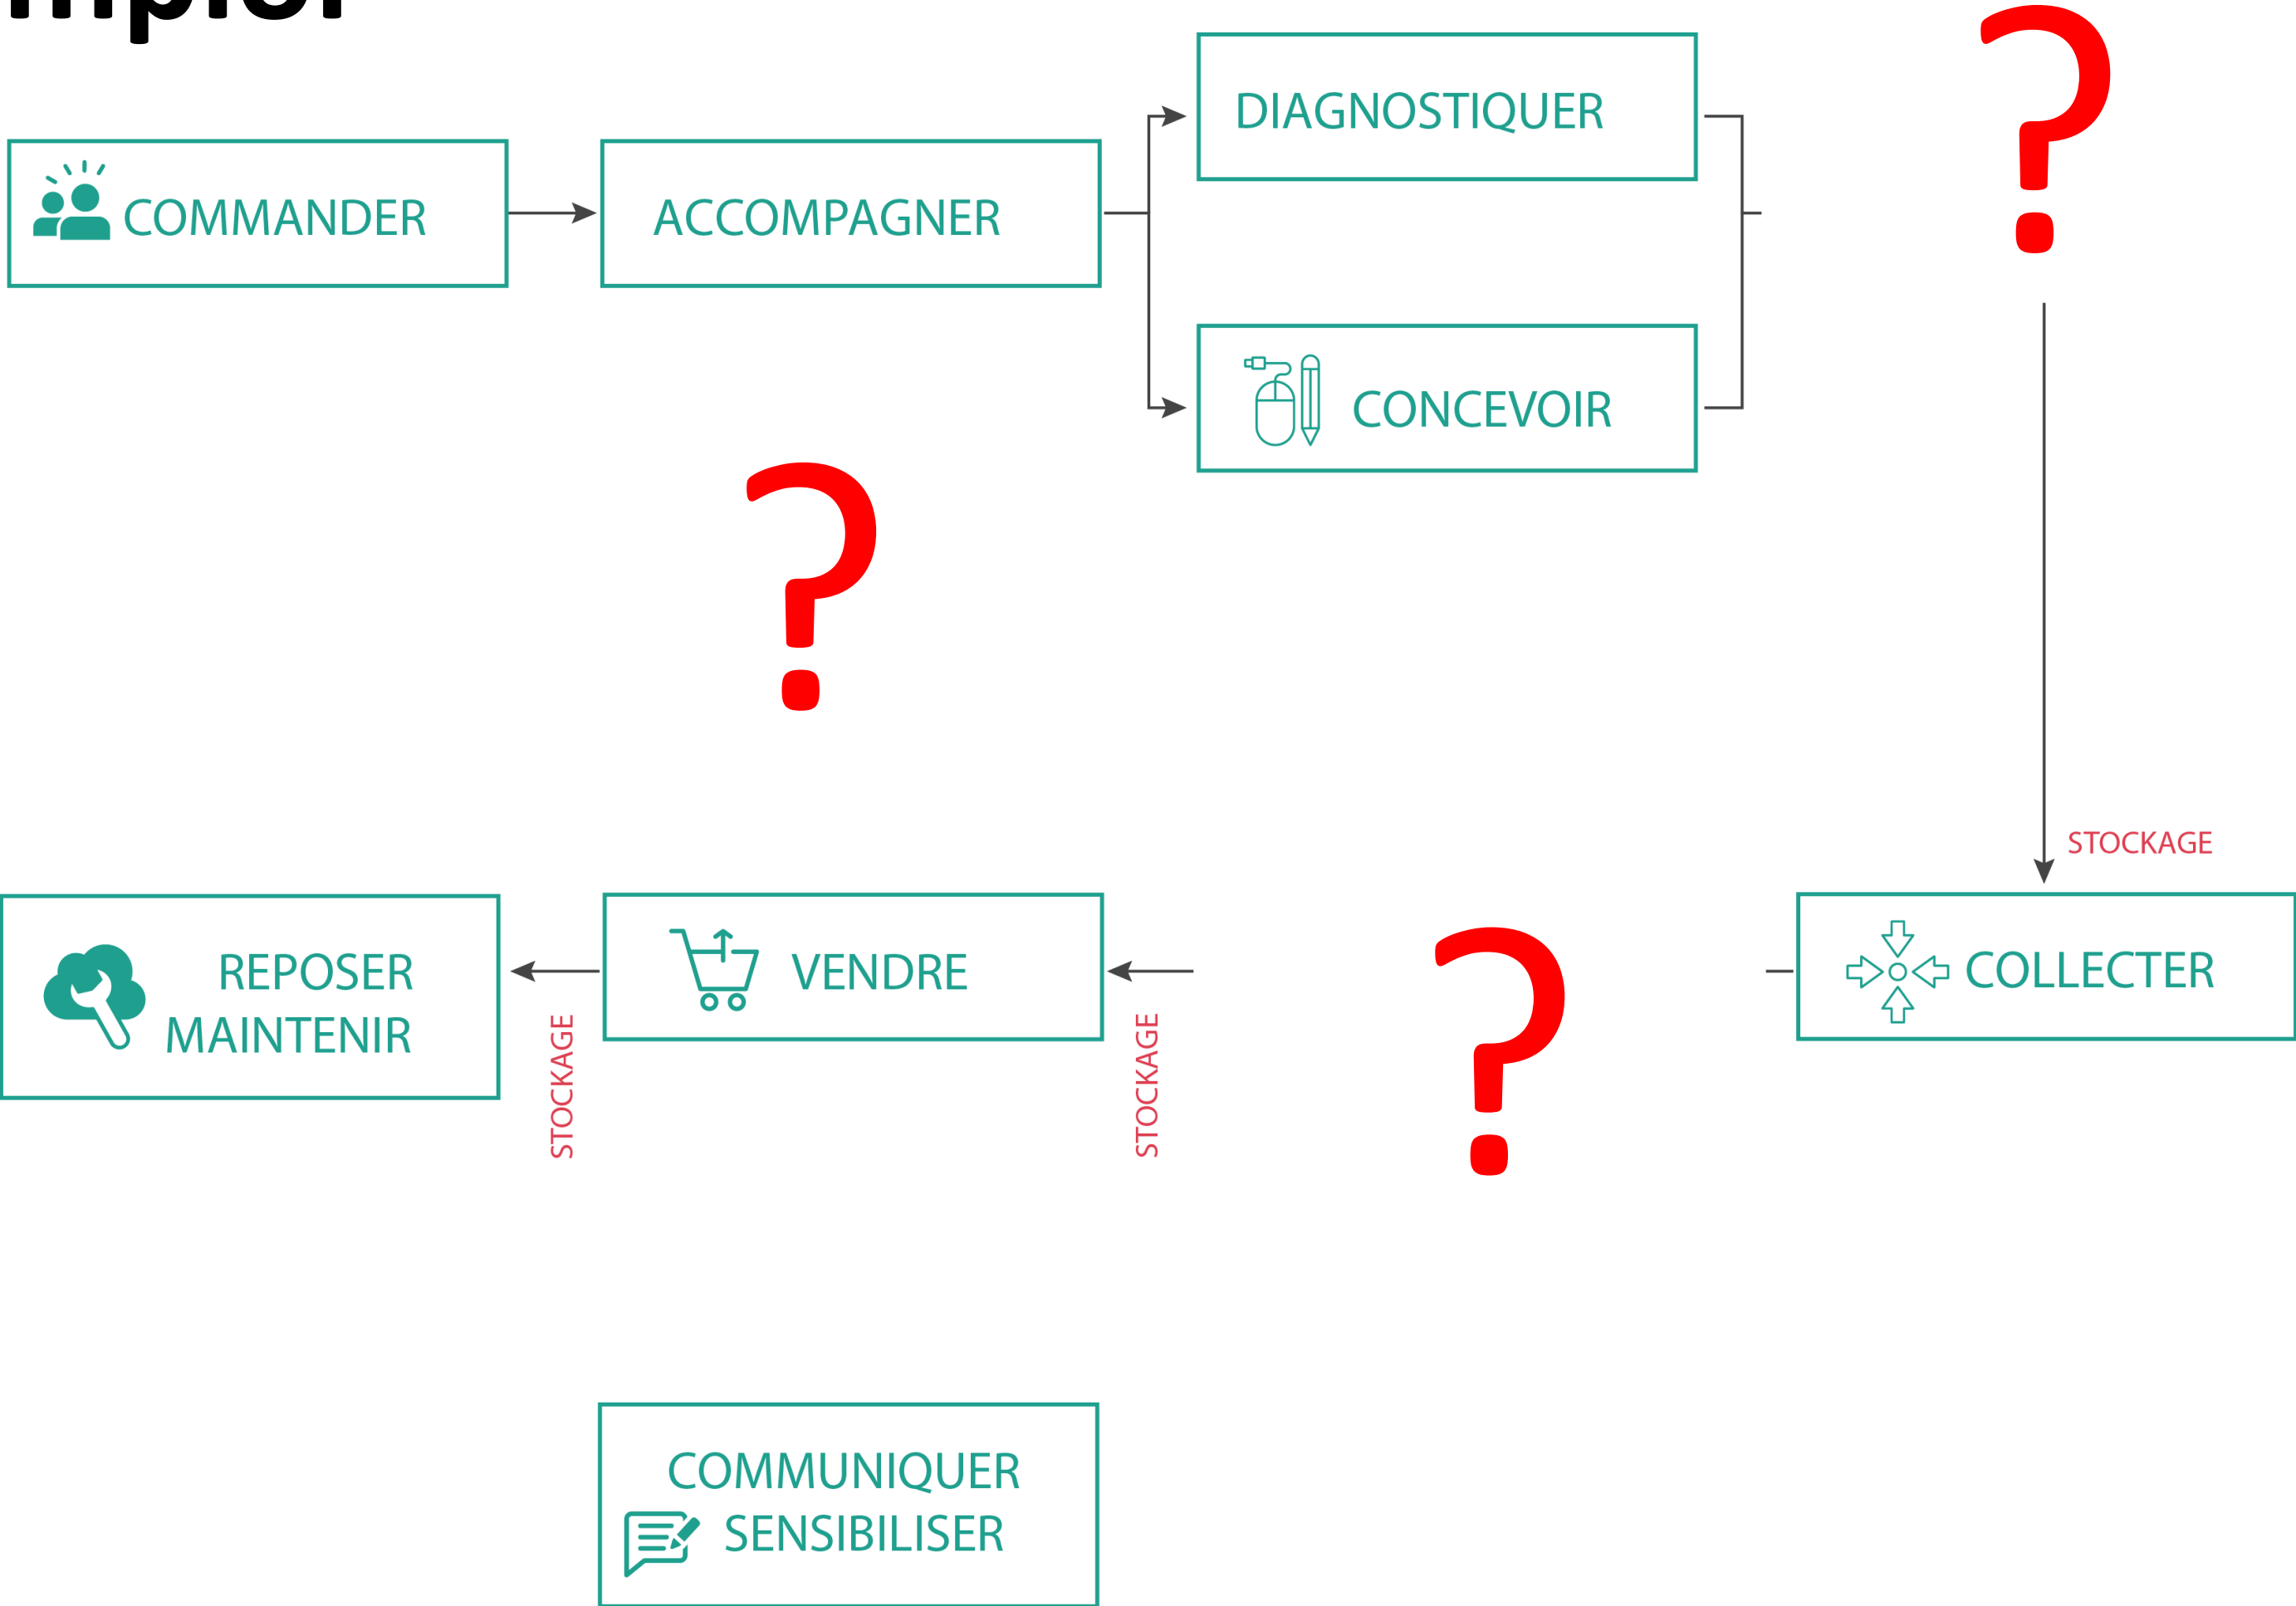 DIAGNOSTIQUER
?
COMMANDER
ACCOMPAGNER
CONCEVOIR
?
STOCKAGE
REPOSER
MAINTENIR
VENDRE
?
COLLECTER
STOCKAGE
STOCKAGE
COMMUNIQUER
SENSIBILISER